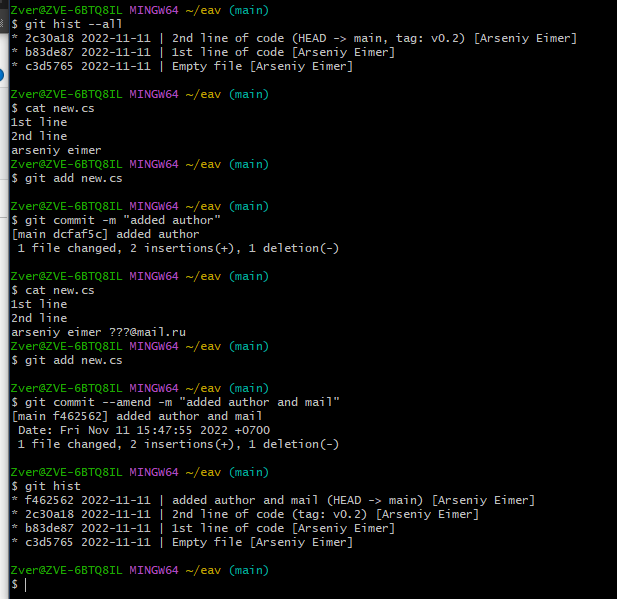 Zver@ZVE-6BTQ8IL MINGW64 ~/eav (main)
$ git hist --all
* 2c30a18 2022-11-11 | 2nd line of code (HEAD -> main, tag: v0.2) [Arseniy Eimer]
* b83de87 2022-11-11 | 1st line of code [Arseniy Eimer]
* c3d5765 2022-11-11 | Empty file [Arseniy Eimer]
Zver@ZVE-6BTQ8IL MINGW64 ~/eav (main)
$ cat new.cs
1st line
2nd line
arseniy eimer
Zver@ZVE-6BTQ8IL MINGW64 ~/eav (main)
$ git add new.cs
Zver@ZVE-6BTQ8IL MINGW64 ~/eav (main)
$ git commit -m "added author"
[main dcfaf5c] added author
 1 file changed, 2 insertions(+), 1 deletion(-)
Zver@ZVE-6BTQ8IL MINGW64 ~/eav (main)
$ cat new.cs
1st line
2nd line
arseniy eimer ???@mail.ru
Zver@ZVE-6BTQ8IL MINGW64 ~/eav (main)
$ git add new.cs
Zver@ZVE-6BTQ8IL MINGW64 ~/eav (main)
$ git commit --amend -m "added author and mail"
[main f462562] added author and mail
 Date: Fri Nov 11 15:47:55 2022 +0700
 1 file changed, 2 insertions(+), 1 deletion(-)
Zver@ZVE-6BTQ8IL MINGW64 ~/eav (main)
$ git hist
* f462562 2022-11-11 | added author and mail (HEAD -> main) [Arseniy Eimer]
* 2c30a18 2022-11-11 | 2nd line of code (tag: v0.2) [Arseniy Eimer]
* b83de87 2022-11-11 | 1st line of code [Arseniy Eimer]
* c3d5765 2022-11-11 | Empty file [Arseniy Eimer]
Zver@ZVE-6BTQ8IL MINGW64 ~/eav (main)
$